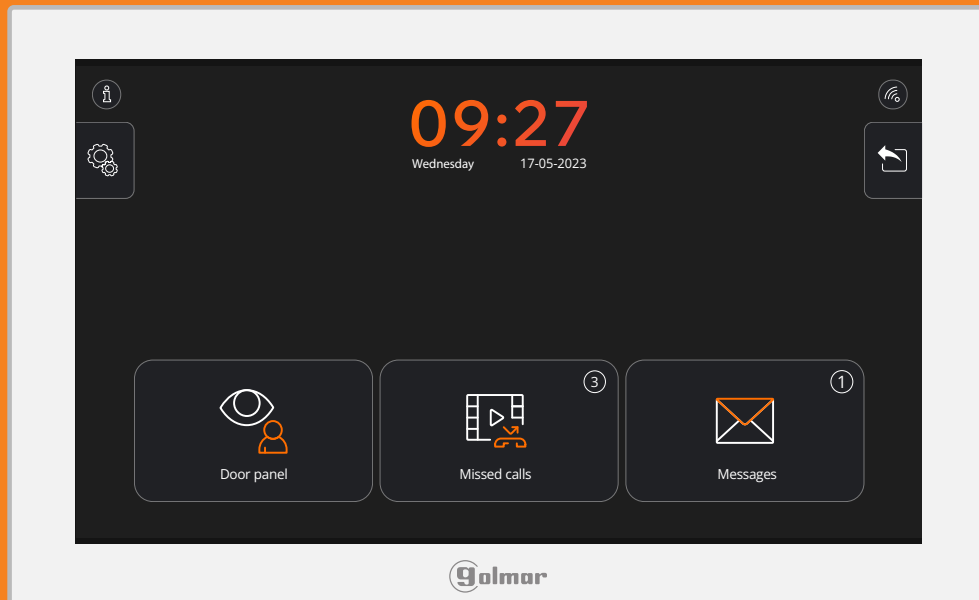 09:27
Wednesday 17-05-2023
3
1
Door panel
Missed calls
Messages
golmar